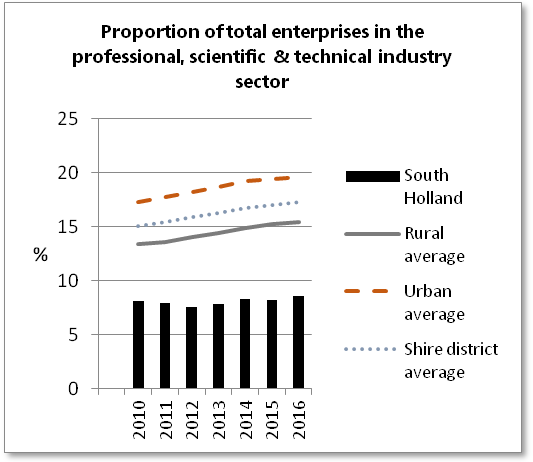 Proportion of total enterprises in the
professional, scientific & technical industry
sector
25
20
15
10
5
0
%
2010
2011
2012
2013
2014
2015
2016
South
Holland
Rural
average
Urban
average
Shire district
average